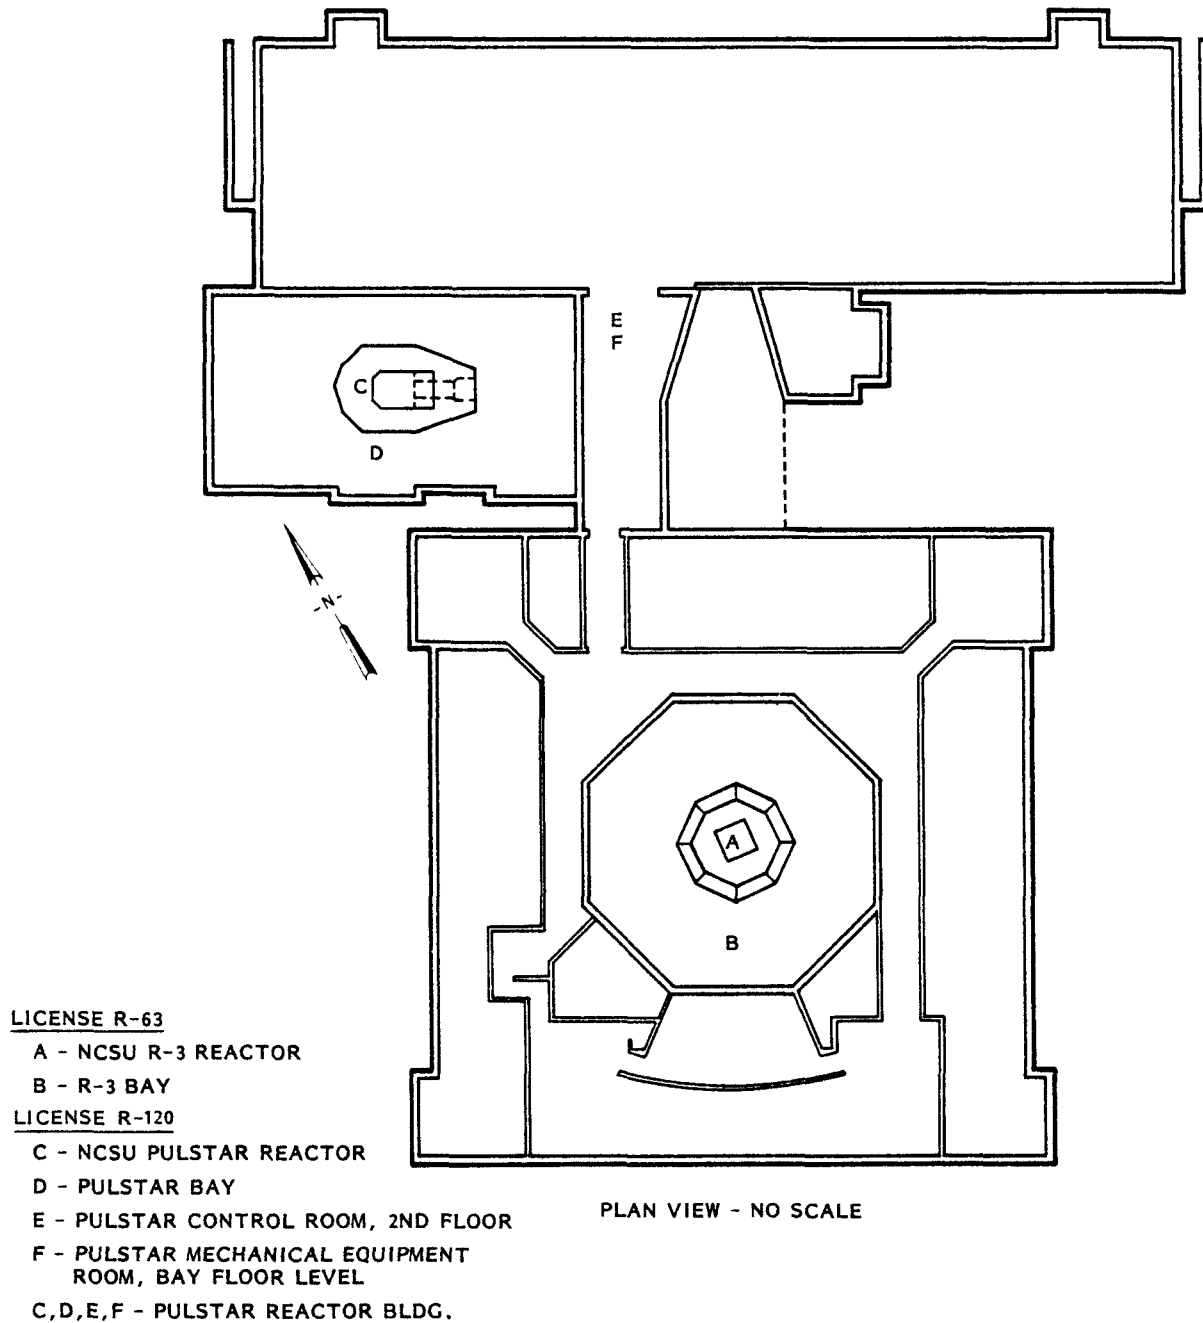 E
F
C
D
-N-
A
B
LICENSE R-63
A - NCSU R-3 REACTOR
B - R-3 BAY
LICENSE R-120
C - NCSU PULSTAR REACTOR
D - PULSTAR BAY
E - PULSTAR CONTROL ROOM, 2ND FLOOR
F - PULSTAR MECHANICAL EQUIPMENT
ROOM, BAY FLOOR LEVEL
C,D,E,F - PULSTAR REACTOR BLDG.
PLAN VIEW - NO SCALE